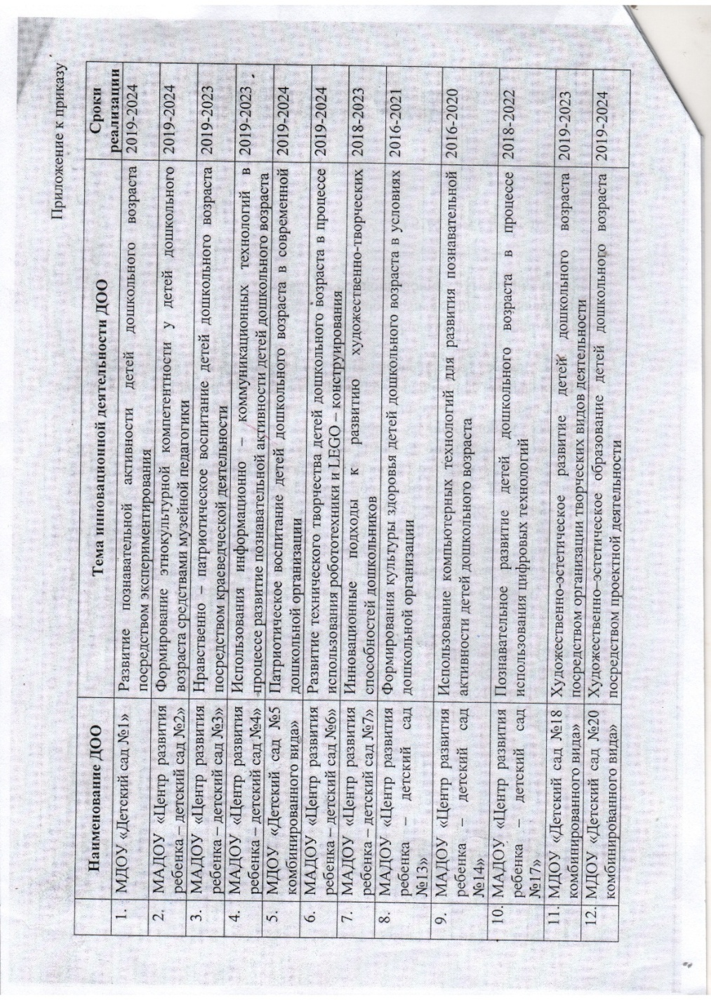 Приложение к приказу
Наименование ДОО
Тема инновационной деятельности ДОО
Сроки
реализации
1.
МДОУ «Детский сад №1»
Развитие познавательной активности детей дошкольного возраста
посредством экспериментирования
2019-2024
2.
МАДОУ «Центр развития
ребенка – детский сад №2»
Формирование этнокультурной компетентности у детей дошкольного
возраста средствами музейной педагогики
2019-2024
3.
МАДОУ «Центр развития
ребенка – детский сад №3»
Нравственно – патриотическое воспитание детей дошкольного возраста
посредством краеведческой деятельности
2019-2023
4.
МАДОУ «Центр развития
ребенка – детский сад №4»
Использования информационно – коммуникационных технологий в
процессе развитие познавательной активности детей дошкольного возраста
2019-2023
5.
МДОУ «Детский сад №5
комбинированного вида»
Патриотическое воспитание детей дошкольного возраста в современной
дошкольной организации
2019-2024
6.
МАДОУ «Центр развития
ребенка – детский сад №6»
Развитие технического творчества детей дошкольного возраста в процессе
использования робототехники и LEGO – конструирования
2019-2024
7.
МАДОУ «Центр развития
ребенка – детский сад №7»
Инновационные подходы к развитию художественно-творческих
способностей дошкольников
2018-2023
8.
МАДОУ «Центр развития
ребенка – детский сад
№13»
Формирования культуры здоровья детей дошкольного возраста в условиях
дошкольной организации
2016-2021
9.
МАДОУ «Центр развития
ребенка – детский сад
№14»
Использование компьютерных технологий для развития познавательной
активности детей дошкольного возраста
2016-2020
10.
МАДОУ «Центр развития
ребенка – детский сад
№17»
Познавательное развитие детей дошкольного возраста в процессе
использования цифровых технологий
2018-2022
11.
МДОУ «Детский сад №18
комбинированного вида»
Художественно-эстетическое развитие детей дошкольного возраста
посредством организации творческих видов деятельности
2019-2023
12.
МДОУ «Детский сад №20
комбинированного вида»
Художественно-эстетическое образование детей дошкольного возраста
посредством проектной деятельности
2019-2024